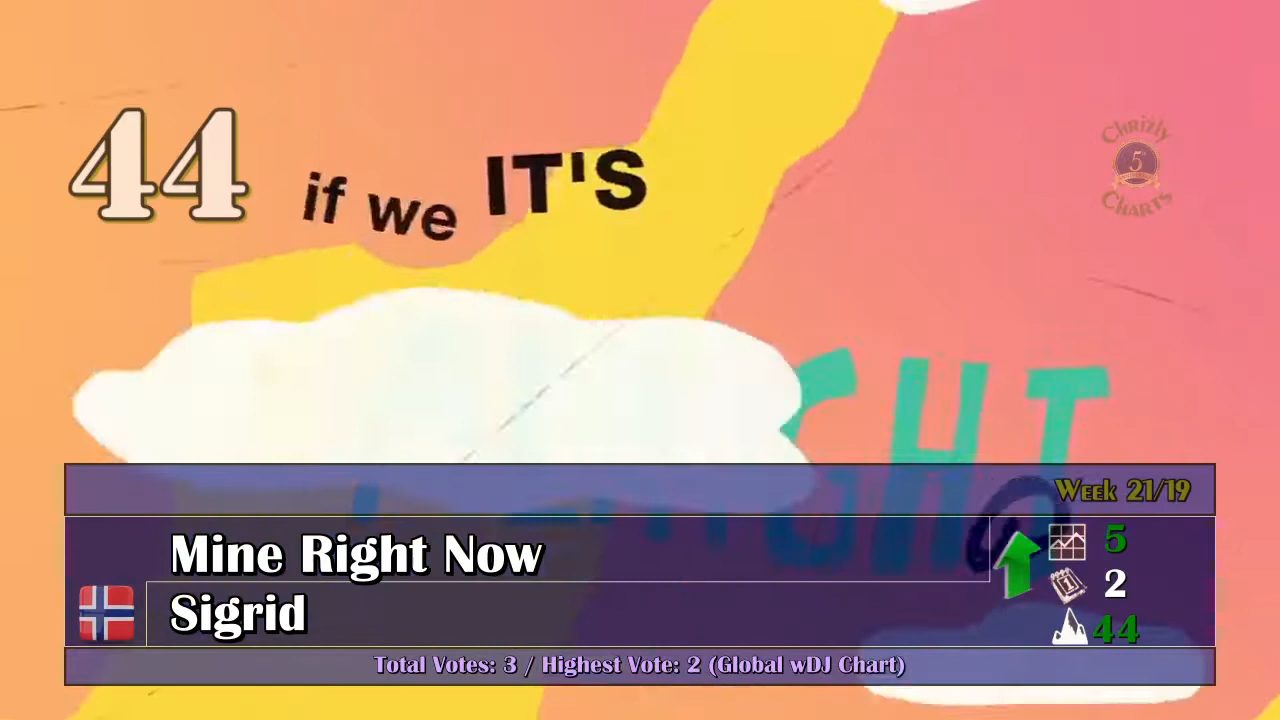 44
if we IT'S
Chrizly
5
CHARTS
GHT
Week 21/19
Mine Right Now
5
2
Sigrid
44
Total Votes: 3 / Highest Vote: 2 (Global wDJ Chart)